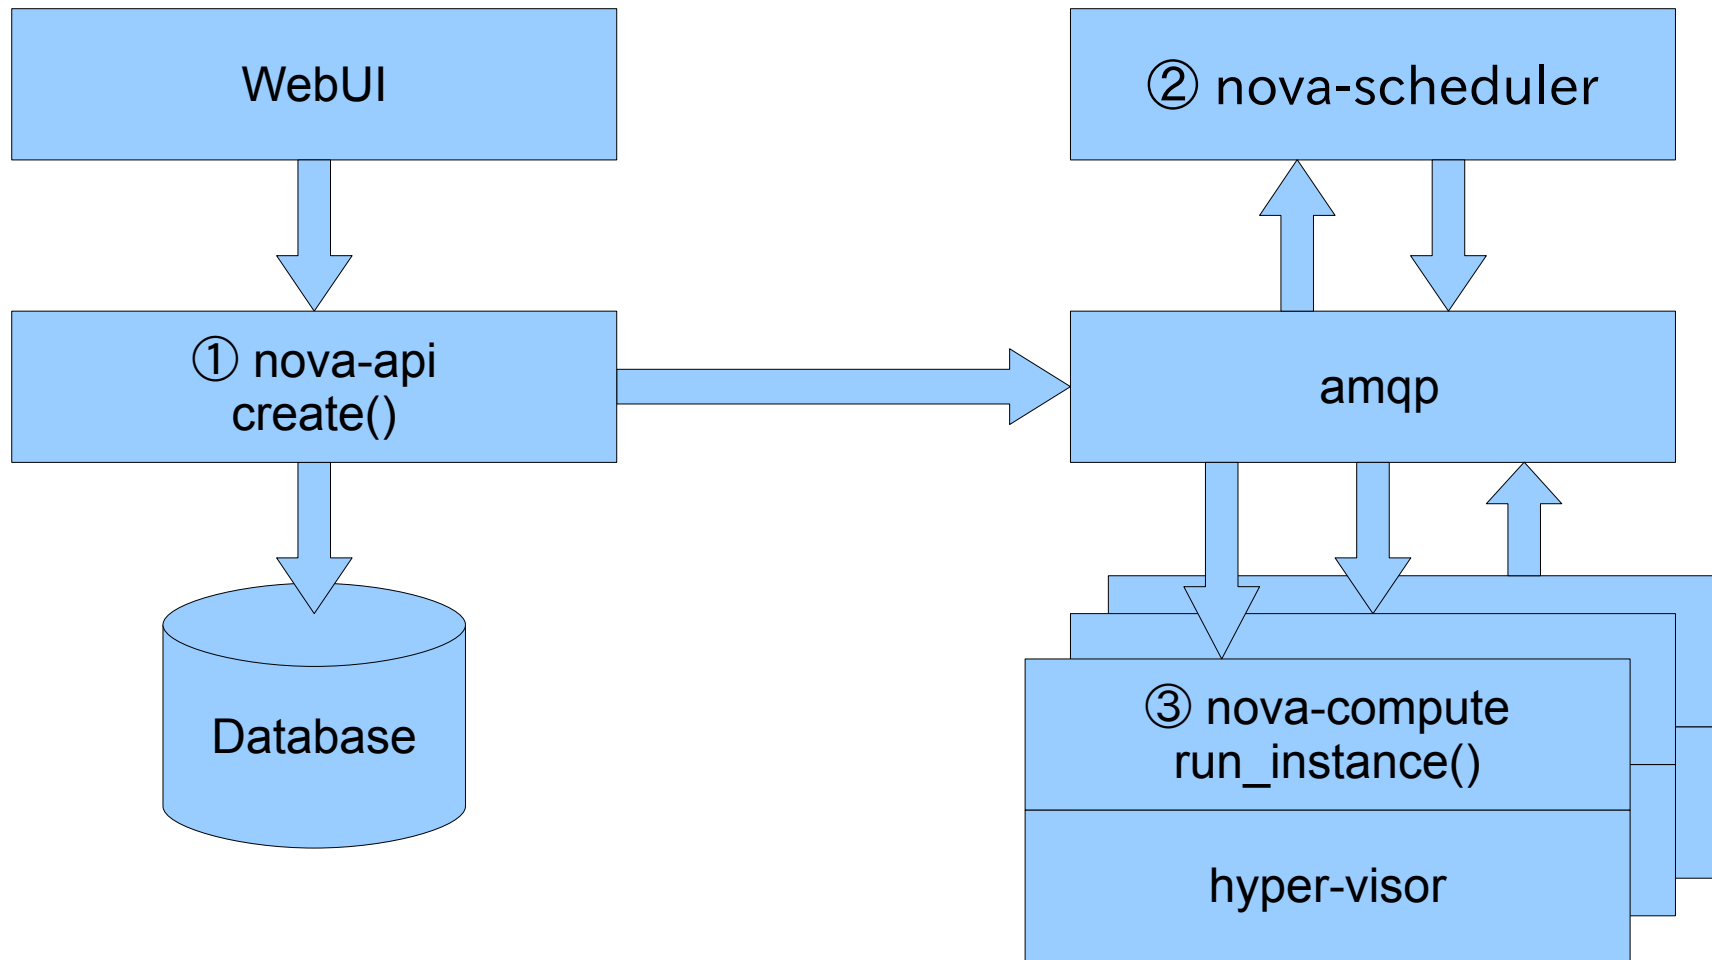 WebUI
② nova-scheduler
① nova-api
create()
amqp
Database
③ nova-compute
run_instance()
hyper-visor